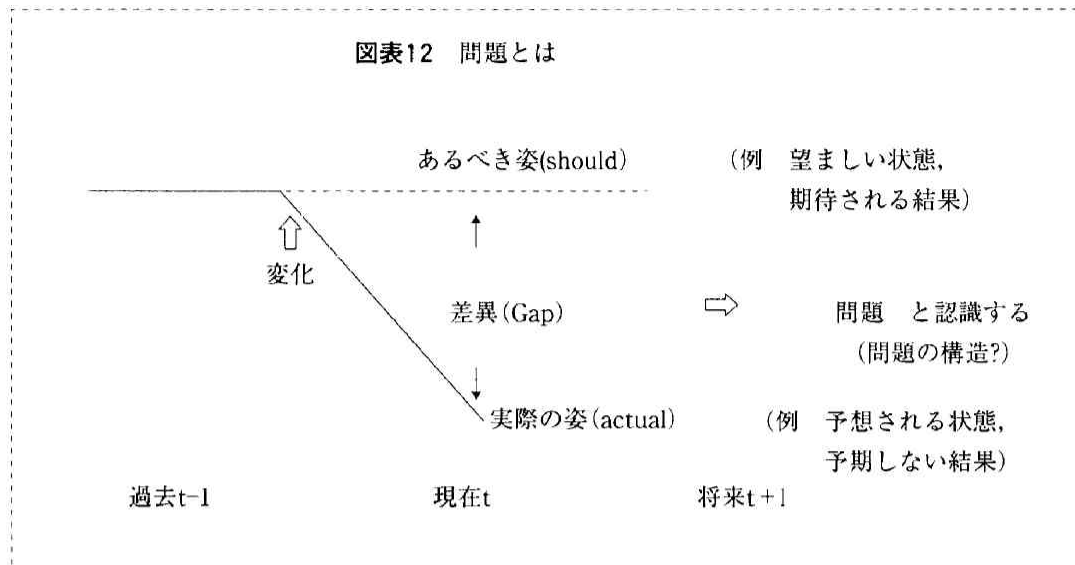 図表12 問題とは
あるべき姿(should) (例 望ましい状態,
期待される結果)
変化
差異(Gap) 問題 と認識する
(問題の構造?)
実際の姿(actual) (例 予想される状態,
予期しない結果)
過去t-1 現在t 将来t+1